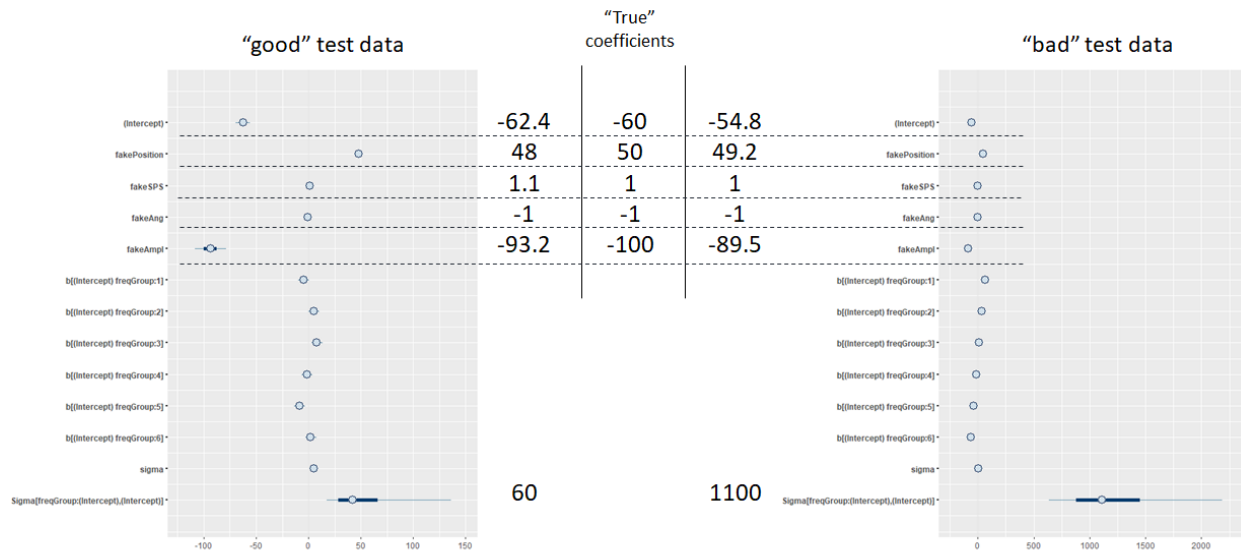 “True”
coefficients
“good” test data
“bad” test data
(Intercept) -62.4 -60 -54.8 (Intercept)
fakePosition 48 50 49.2 fakePosition
fakeSPS 1.1 1 1 fakeSPS
fakeAng -1 -1 -1 fakeAng
fakeAmpl -93.2 -100 -89.5 fakeAmpl
b[(Intercept) freqGroup:1] b[(Intercept) freqGroup:1]
b[(Intercept) freqGroup:2] b[(Intercept) freqGroup:2]
b[(Intercept) freqGroup:3] b[(Intercept) freqGroup:3]
b[(Intercept) freqGroup:4] b[(Intercept) freqGroup:4]
b[(Intercept) freqGroup:5] b[(Intercept) freqGroup:5]
b[(Intercept) freqGroup:6] b[(Intercept) freqGroup:6]
sigma sigma
Sigma[freqGroup:(Intercept),(Intercept)] 60 1100 Sigma[freqGroup:(Intercept),(Intercept)]
-100 -50 0 50 100 150 0 500 1000 1500 2000